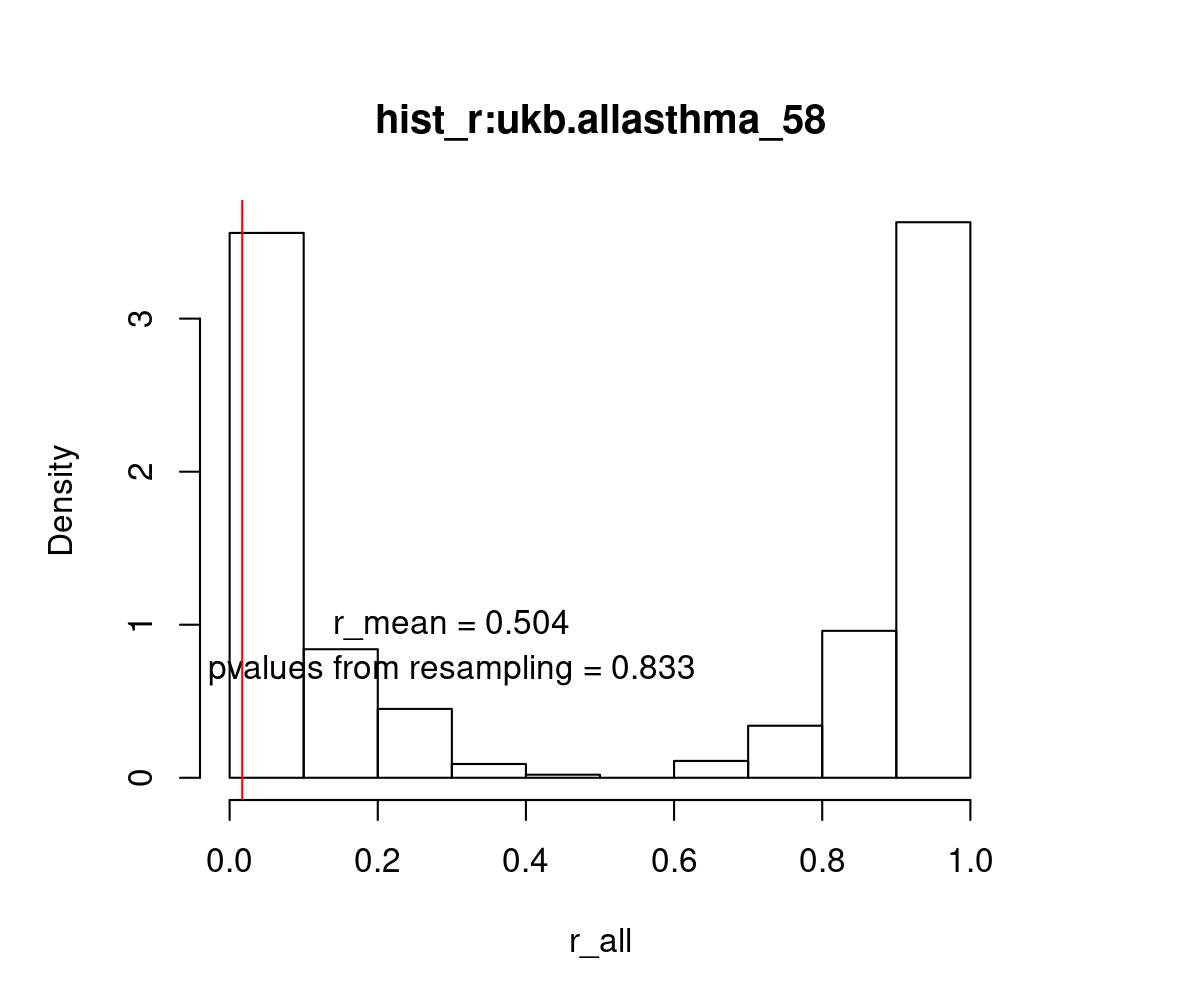 hist_r:ukb.allasthma_58
3
2
1
0
Density
r_mean = 0.504
pvalues from resampling = 0.833
0.0 0.2 0.4 0.6 0.8 1.0
r_all